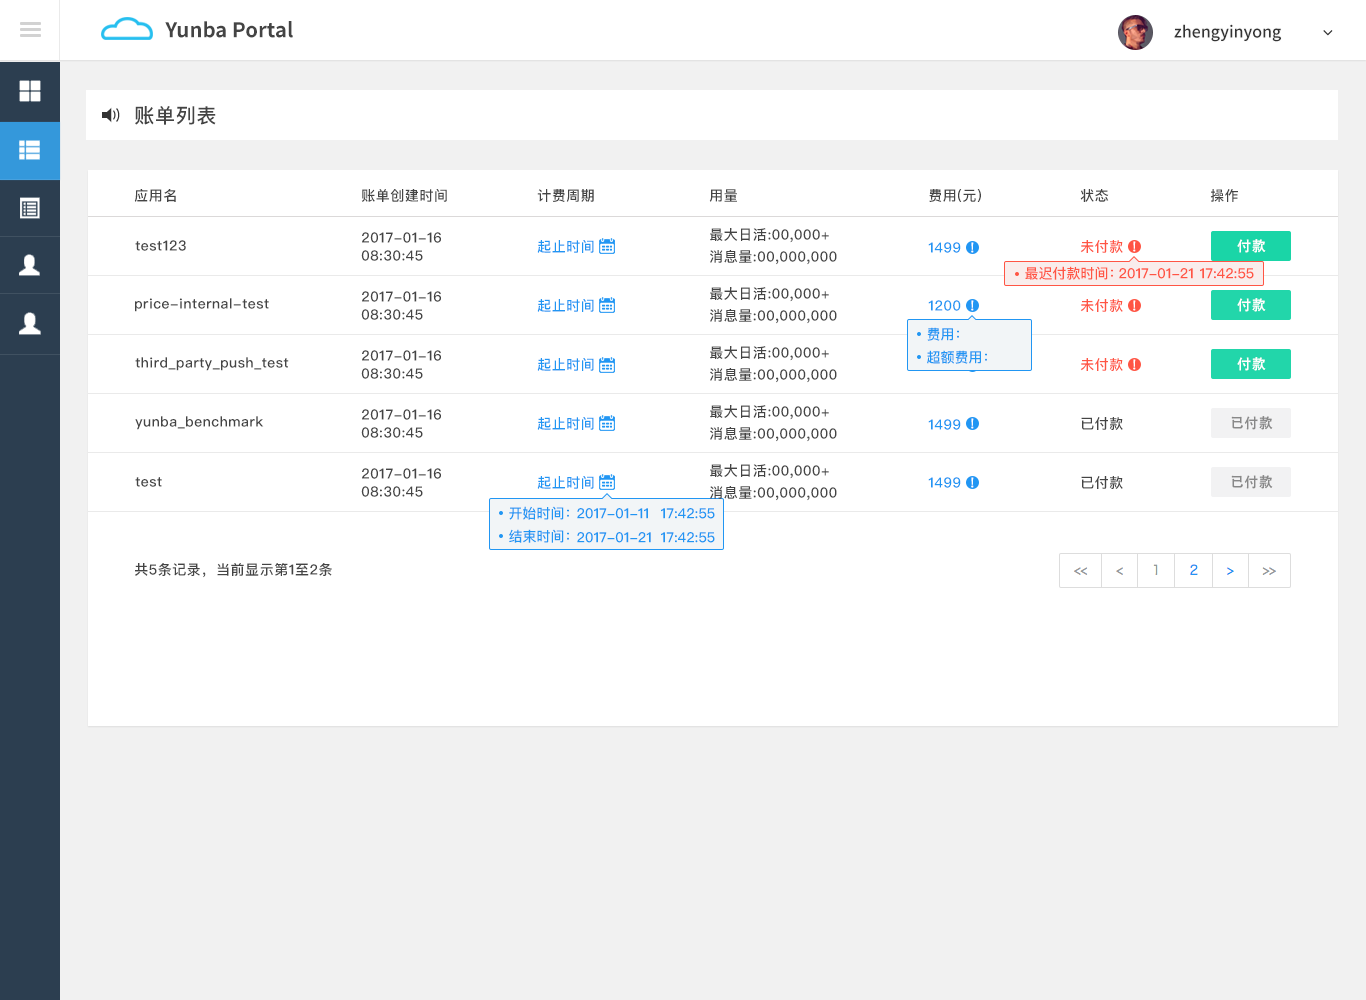 Yunba Portal
zhengyinyong
账单列表
应用名 账单创建时间 计费周期 用量 费用(元) 状态 操作
test123
2017-01-16
08:30:45
起止时间
最大日活:00,000+
消息量:00,000,000
1499
未付款
付款
• 最迟付款时间：2017-01-21 17:42:55
price-internal-test
2017-01-16
08:30:45
起止时间
最大日活:00,000+
消息量:00,000,000
1200
未付款
付款
• 费用：
• 超额费用：
third_party_push_test
2017-01-16
08:30:45
起止时间
最大日活:00,000+
消息量:00,000,000
未付款
付款
yunba_benchmark
2017-01-16
08:30:45
起止时间
最大日活:00,000+
消息量:00,000,000
1499
已付款
已付款
test
2017-01-16
08:30:45
起止时间
最大日活:00,000+
消息量:00,000,000
1499
已付款
已付款
• 开始时间：2017-01-11 17:42:55
• 结束时间：2017-01-21 17:42:55
共5条记录，当前显示第1至2条
<< < 1 2 > >>